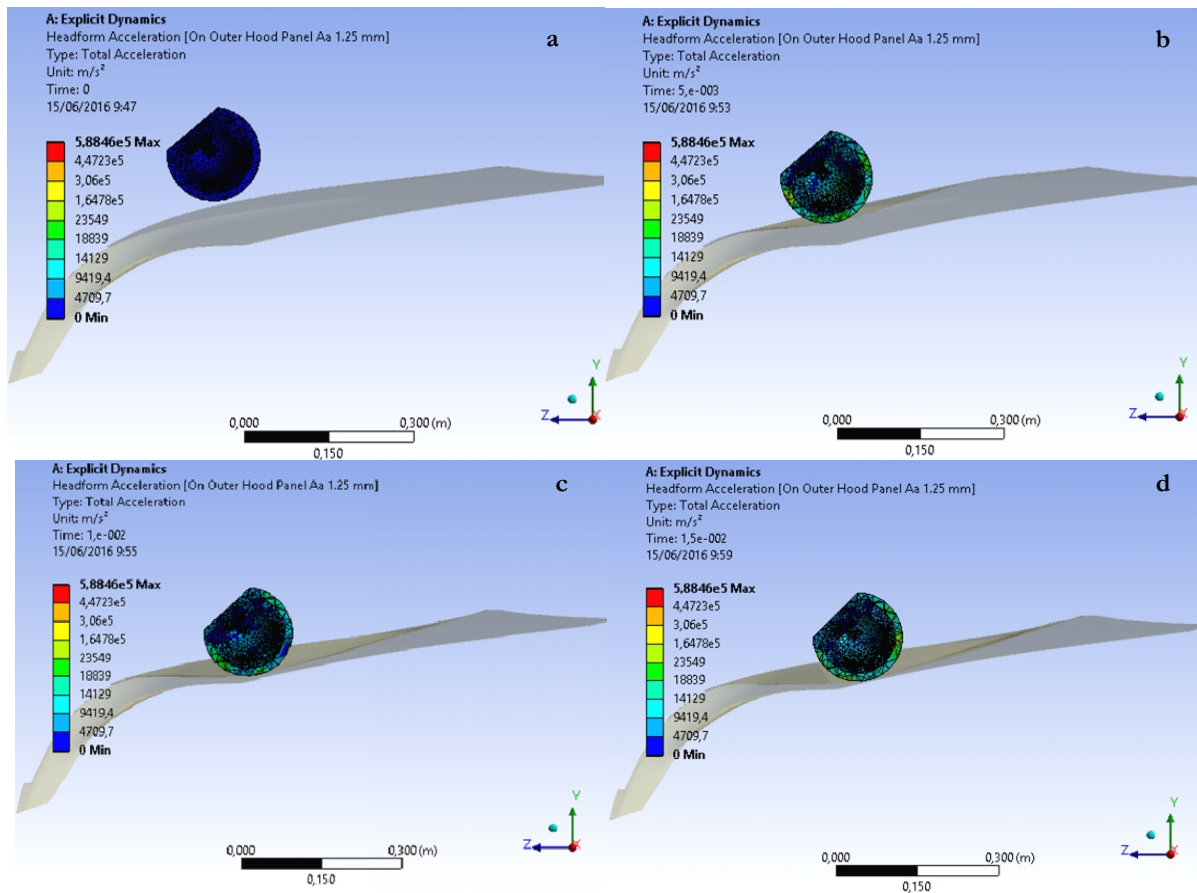 A: Explicit Dynamics
Headform Acceleration [On Outer Hood Panel Aa 1.25 mm]
Type: Total Acceleration
Unit: m/s²
Time: 0
15/06/2016 9:47
a
5,8846e5 Max
4,4723e5
3,06e5
1,6478e5
23549
18839
14129
9419,4
4709,7
0 Min
Y
Z
X
0,000
0,300 (m)
0,150
A: Explicit Dynamics
Headform Acceleration [On Outer Hood Panel Aa 1.25 mm]
Type: Total Acceleration
Unit: m/s²
Time: 5,e-003
15/06/2016 9:53
b
5,8846e5 Max
4,4723e5
3,06e5
1,6478e5
23549
18839
14129
9419,4
4709,7
0 Min
Y
Z
X
0,000
0,300 (m)
0,150
A: Explicit Dynamics
Headform Acceleration [On Outer Hood Panel Aa 1.25 mm]
Type: Total Acceleration
Unit: m/s²
Time: 1,e-002
15/06/2016 9:55
c
5,8846e5 Max
4,4723e5
3,06e5
1,6478e5
23549
18839
14129
9419,4
4709,7
0 Min
Y
Z
X
0,000
0,300 (m)
0,150
A: Explicit Dynamics
Headform Acceleration [On Outer Hood Panel Aa 1.25 mm]
Type: Total Acceleration
Unit: m/s²
Time: 1,5e-002
15/06/2016 9:59
d
5,8846e5 Max
4,4723e5
3,06e5
1,6478e5
23549
18839
14129
9419,4
4709,7
0 Min
Y
Z
X
0,000
0,300 (m)
0,150